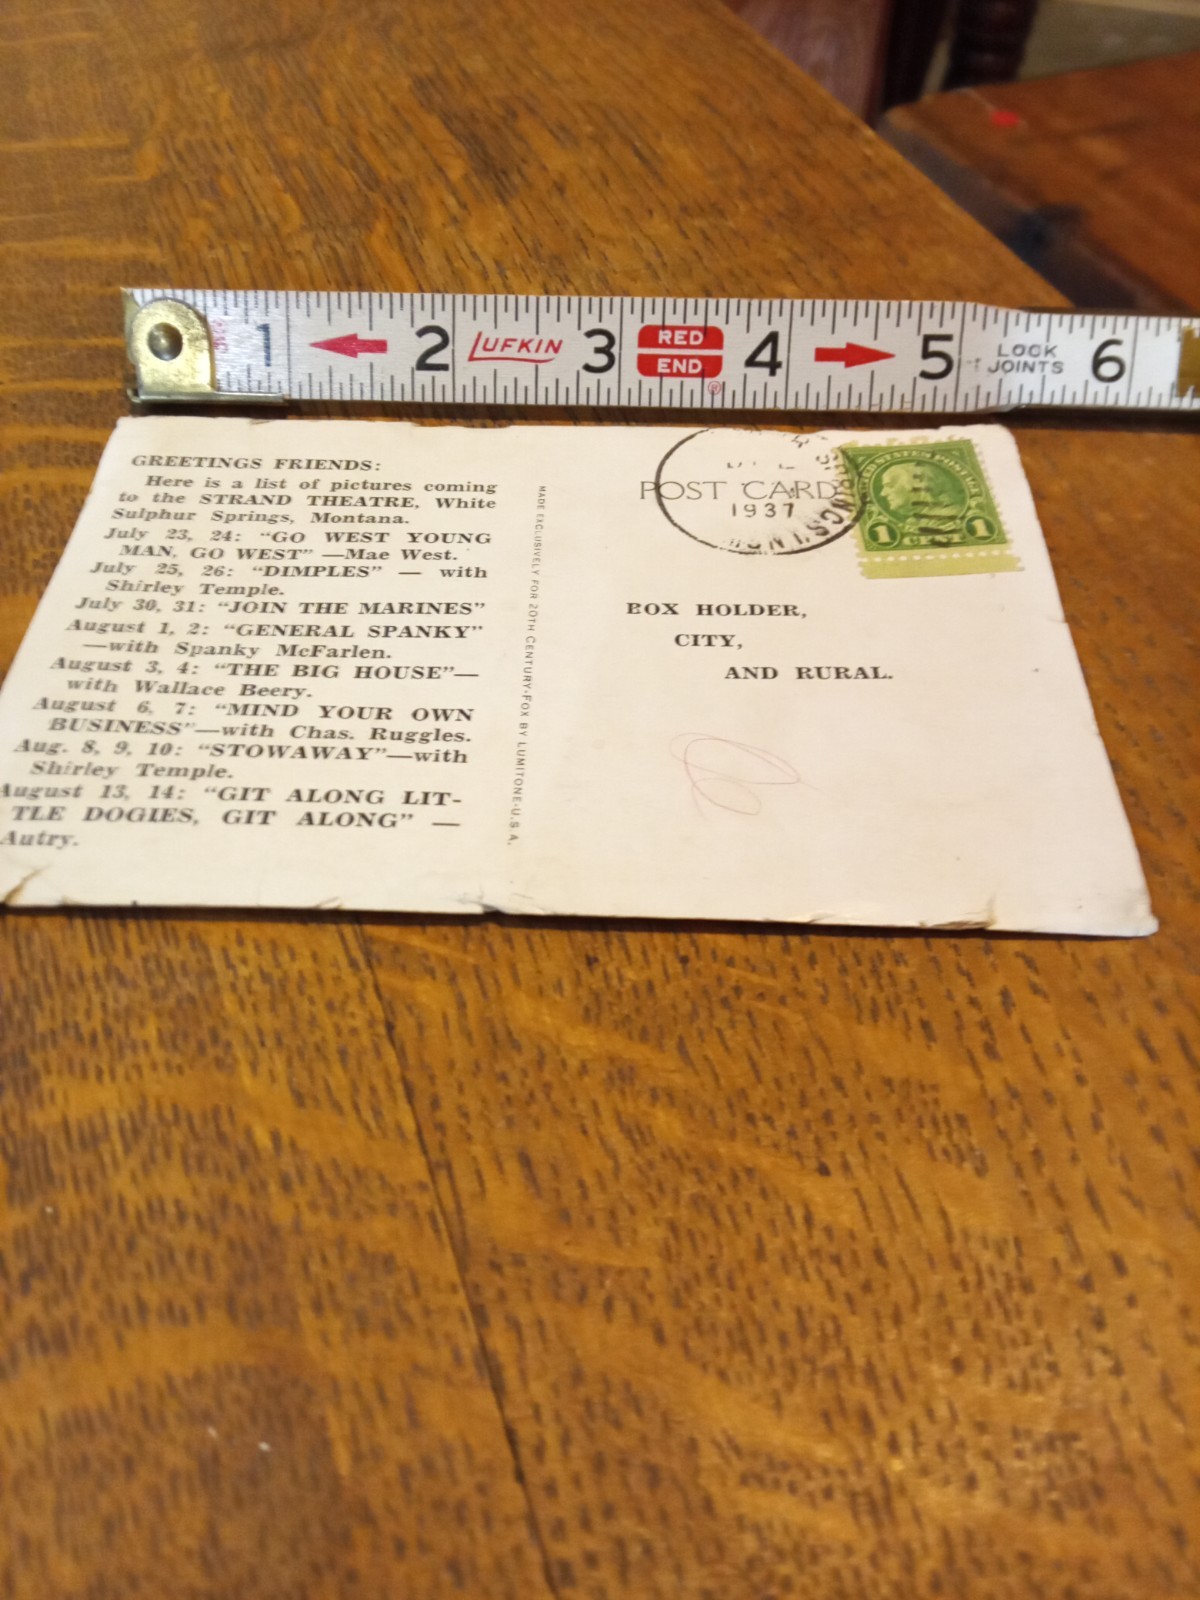 1 2 LUFKIN 3 RED END ® 4 5 LOCK JOINTS 6
GREETINGS FRIENDS:
Here is a list of pictures coming
to the STRAND THEATRE, White
Sulphur Springs, Montana.
July 23, 24: "GO WEST YOUNG
MAN, GO WEST" —Mae West.
July 25, 26: "DIMPLES" — with
Shirley Temple.
July 30, 31: "JOIN THE MARINES"
August 1, 2: "GENERAL SPANKY"
—with Spanky McFarlen.
August 3, 4: "THE BIG HOUSE"—
with Wallace Beery.
August 6, 7: "MIND YOUR OWN
BUSINESS"—with Chas. Ruggles.
Aug. 8, 9, 10: "STOWAWAY"—with
Shirley Temple.
August 13, 14: "GIT ALONG LIT-
TLE DOGIES, GIT ALONG" —
Autry.
MADE EXCLUSIVELY FOR 20TH CENTURY-FOX BY LUMITONE-U.S.A.
POST CARD
1937
UNITED STATES POSTAGE
1 CENT 1
BOX HOLDER,
CITY,
AND RURAL.